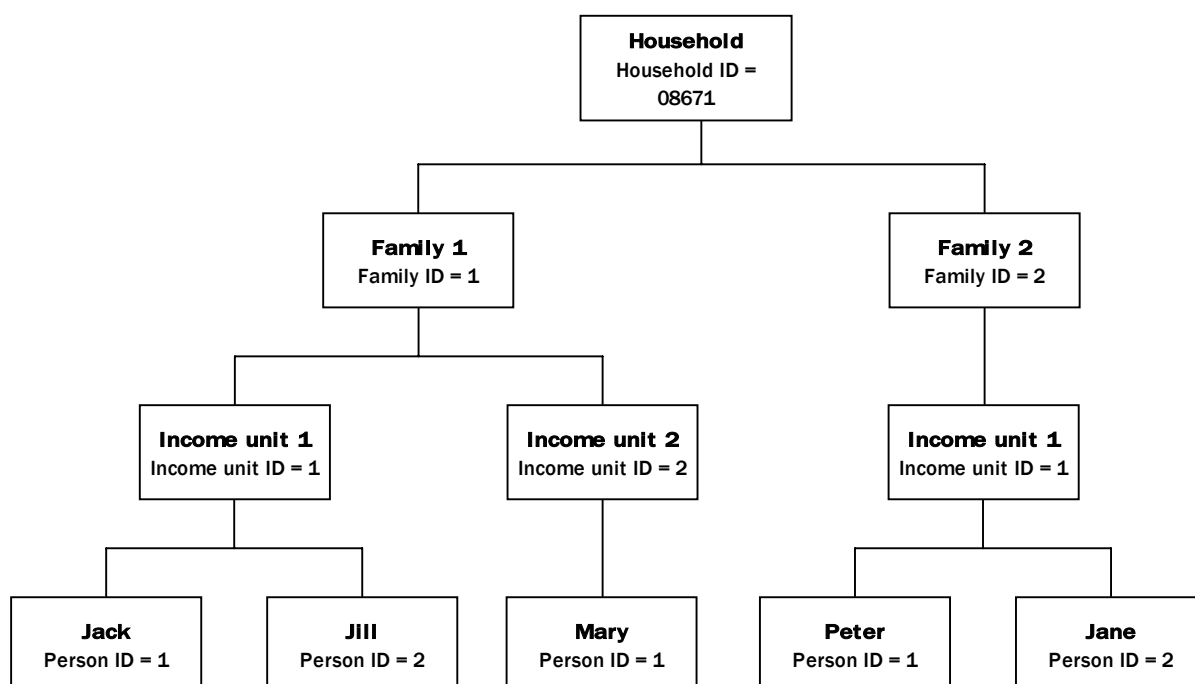 Household
Household ID =
08671
Family 1
Family ID = 1
Family 2
Family ID = 2
Income unit 1
Income unit ID = 1
Income unit 2
Income unit ID = 2
Income unit 1
Income unit ID = 1
Jack
Person ID = 1
Jill
Person ID = 2
Mary
Person ID = 1
Peter
Person ID = 1
Jane
Person ID = 2